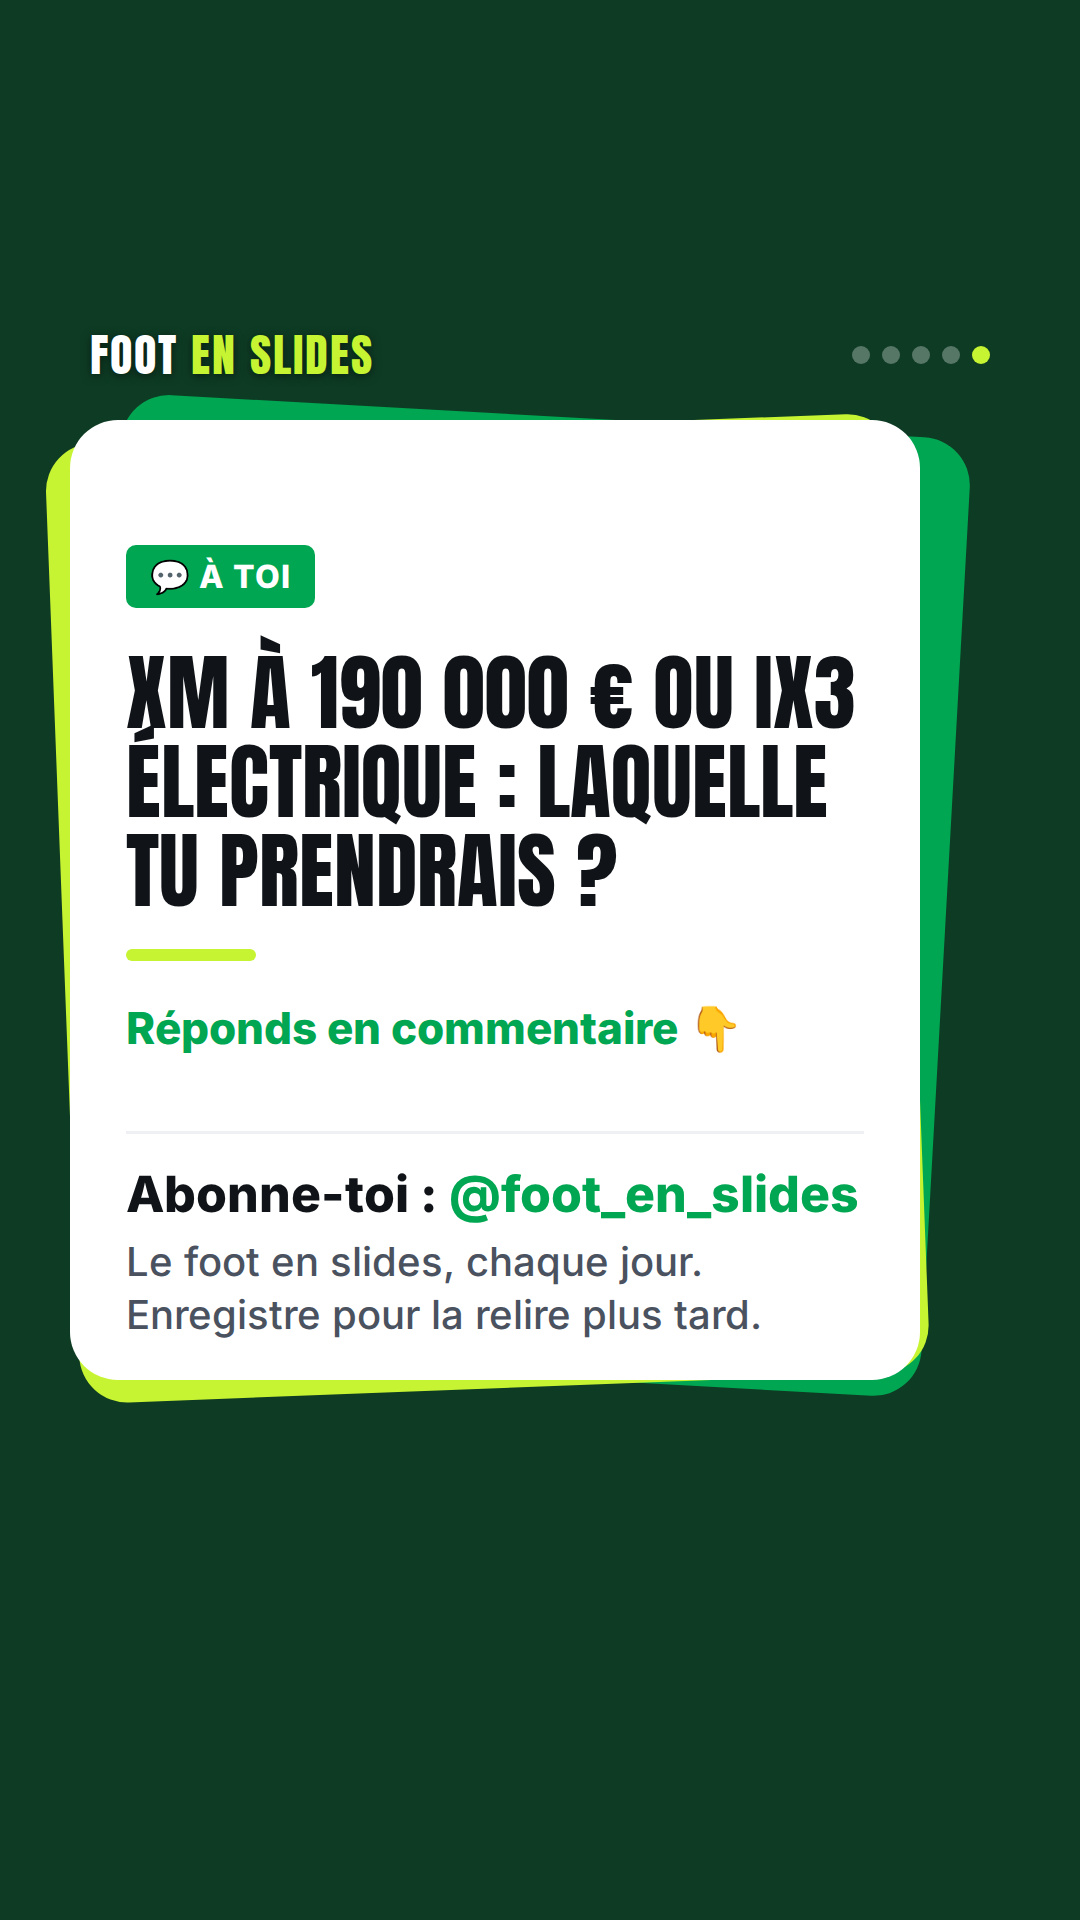 FOOT EN SLIDES
💬 À TOI
XM À 190 000 € OU IX3
ÉLECTRIQUE : LAQUELLE
TU PRENDRAIS ?
Réponds en commentaire 👇
Abonne-toi : @foot_en_slides
Le foot en slides, chaque jour.
Enregistre pour la relire plus tard.